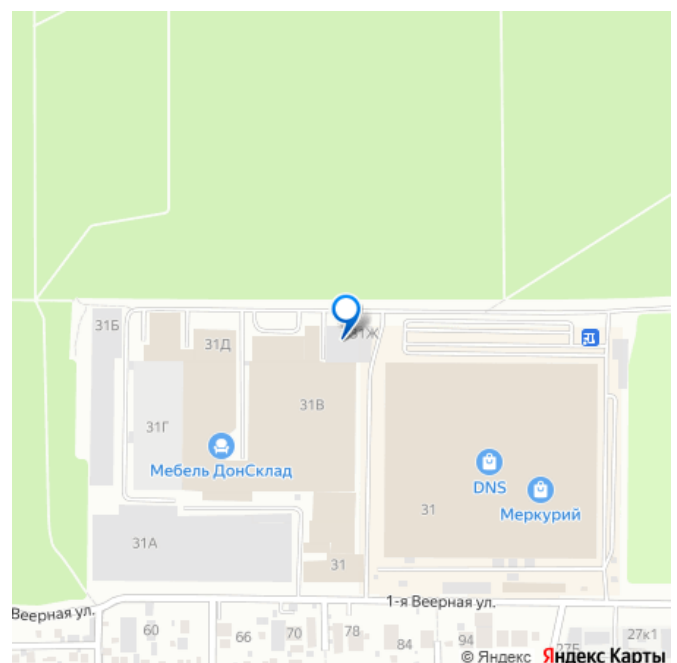 31Б
31Ж
31Д
31В
31Г
Мебель ДонСклад
DNS
Меркурий
31
31А
31
1-я Веерная ул.
Веерная ул.
60
66
70
78
84
94
27Б
27к1
© Яндекс Яндекс Карты